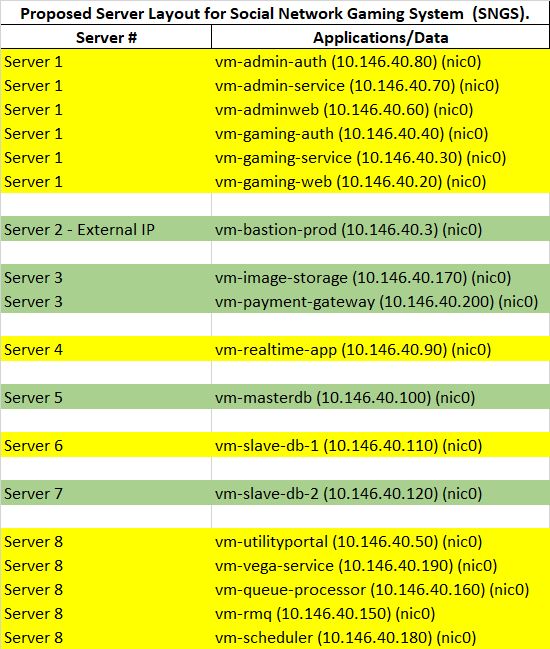 Proposed Server Layout for Social Network Gaming System  (SNGS).
Server # Applications/Data
Server 1 vm-admin-auth (10.146.40.80) (nic0)
Server 1 vm-admin-service (10.146.40.70) (nic0)
Server 1 vm-adminweb (10.146.40.60) (nic0)
Server 1 vm-gaming-auth (10.146.40.40) (nic0)
Server 1 vm-gaming-service (10.146.40.30) (nic0)
Server 1 vm-gaming-web (10.146.40.20) (nic0)
Server 2 - External IP vm-bastion-prod (10.146.40.3) (nic0)
Server 3 vm-image-storage (10.146.40.170) (nic0)
Server 3 vm-payment-gateway (10.146.40.200) (nic0)
Server 4 vm-realtime-app (10.146.40.90) (nic0)
Server 5 vm-masterdb (10.146.40.100) (nic0)
Server 6 vm-slave-db-1 (10.146.40.110) (nic0)
Server 7 vm-slave-db-2 (10.146.40.120) (nic0)
Server 8 vm-utilityportal (10.146.40.50) (nic0)
Server 8 vm-vega-service (10.146.40.190) (nic0)
Server 8 vm-queue-processor (10.146.40.160) (nic0)
Server 8 vm-rmq (10.146.40.150) (nic0)
Server 8 vm-scheduler (10.146.40.180) (nic0)